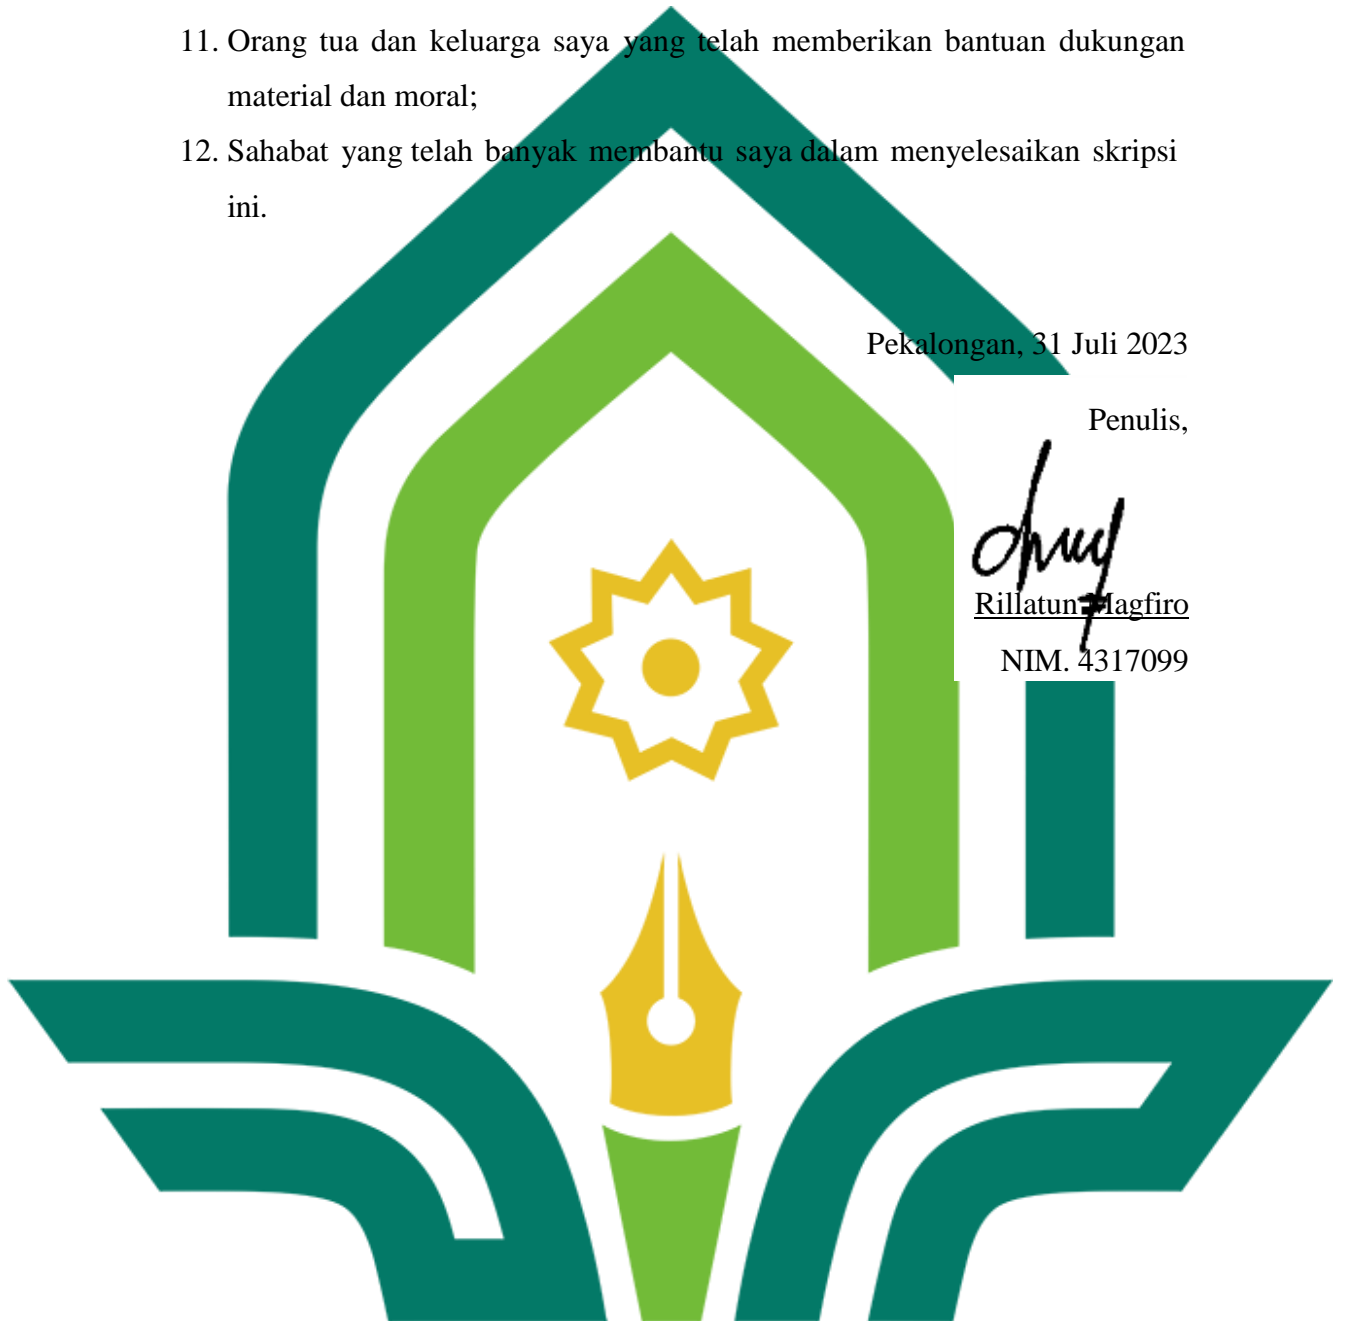 11. Orang tua dan keluarga saya yang telah memberikan bantuan dukungan
material dan moral;
12. Sahabat yang telah banyak membantu saya dalam menyelesaikan skripsi
ini.
Pekalongan, 31 Juli 2023
Penulis,
Rillatun Magfiro
NIM. 4317099